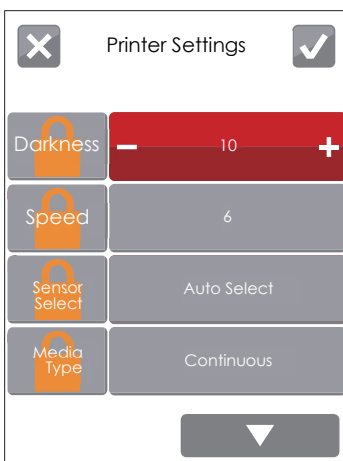 Printer Settings
Darkness
10
Speed
6
Sensor
Select
Auto Select
Media
Type
Continuous